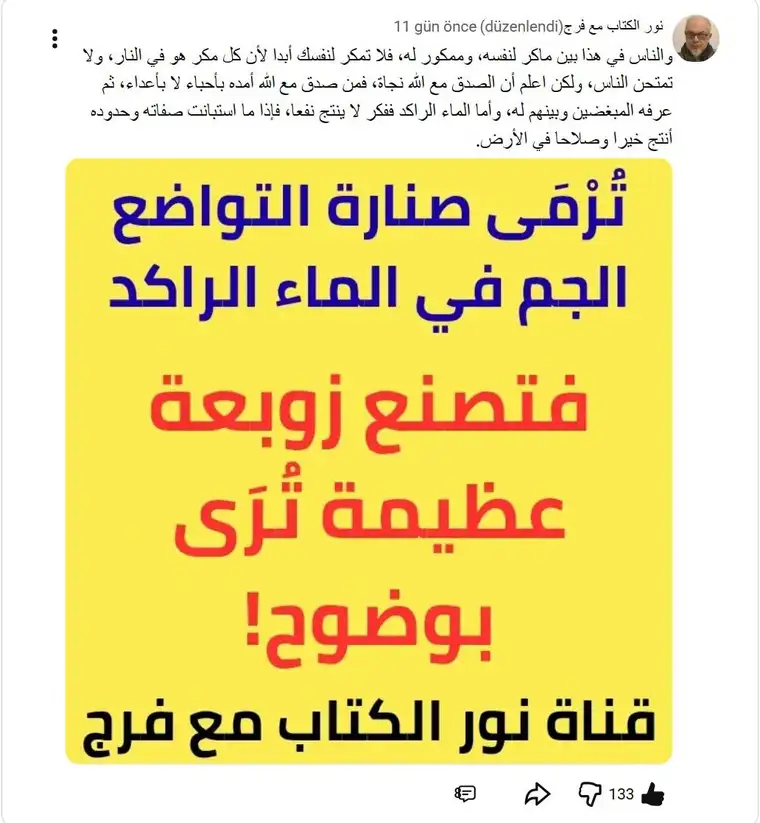 نور الكتاب مع فرج 11 gün önce (düzenlendi)
والناس في هذا بين ماكر لنفسه، وممكور له، فلا تمكر لنفسك أبدا لأن كل مكر هو في النار، ولا
تمتحن الناس، ولكن اعلم أن الصدق مع الله نجاة، فمن صدق مع الله أمده بأحباء لا بأعداء، ثم
عرفه المبغضين وبينهم له، وأما الماء الراكد ففكر لا ينتج نفعا، فإذا ما استبانت صفاته وحدوده
أنتج خيرا وصلاحا في الأرض.
تُرْمَى صنارة التواضع
الجم في الماء الراكد
فتصنع زوبعة
عظيمة تُرَى
بوضوح!
قناة نور الكتاب مع فرج
133